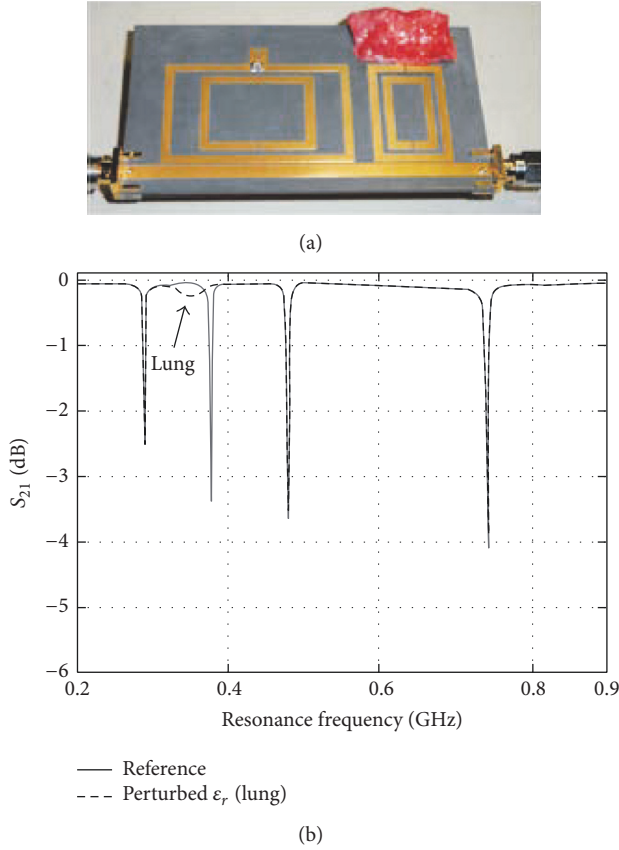 (a)
0
−1
−2
−3
−4
−5
−6
S21 (dB)
Lung
0.2 0.4 0.6 0.8 0.9
Resonance frequency (GHz)
Reference
Perturbed εr (lung)
(b)